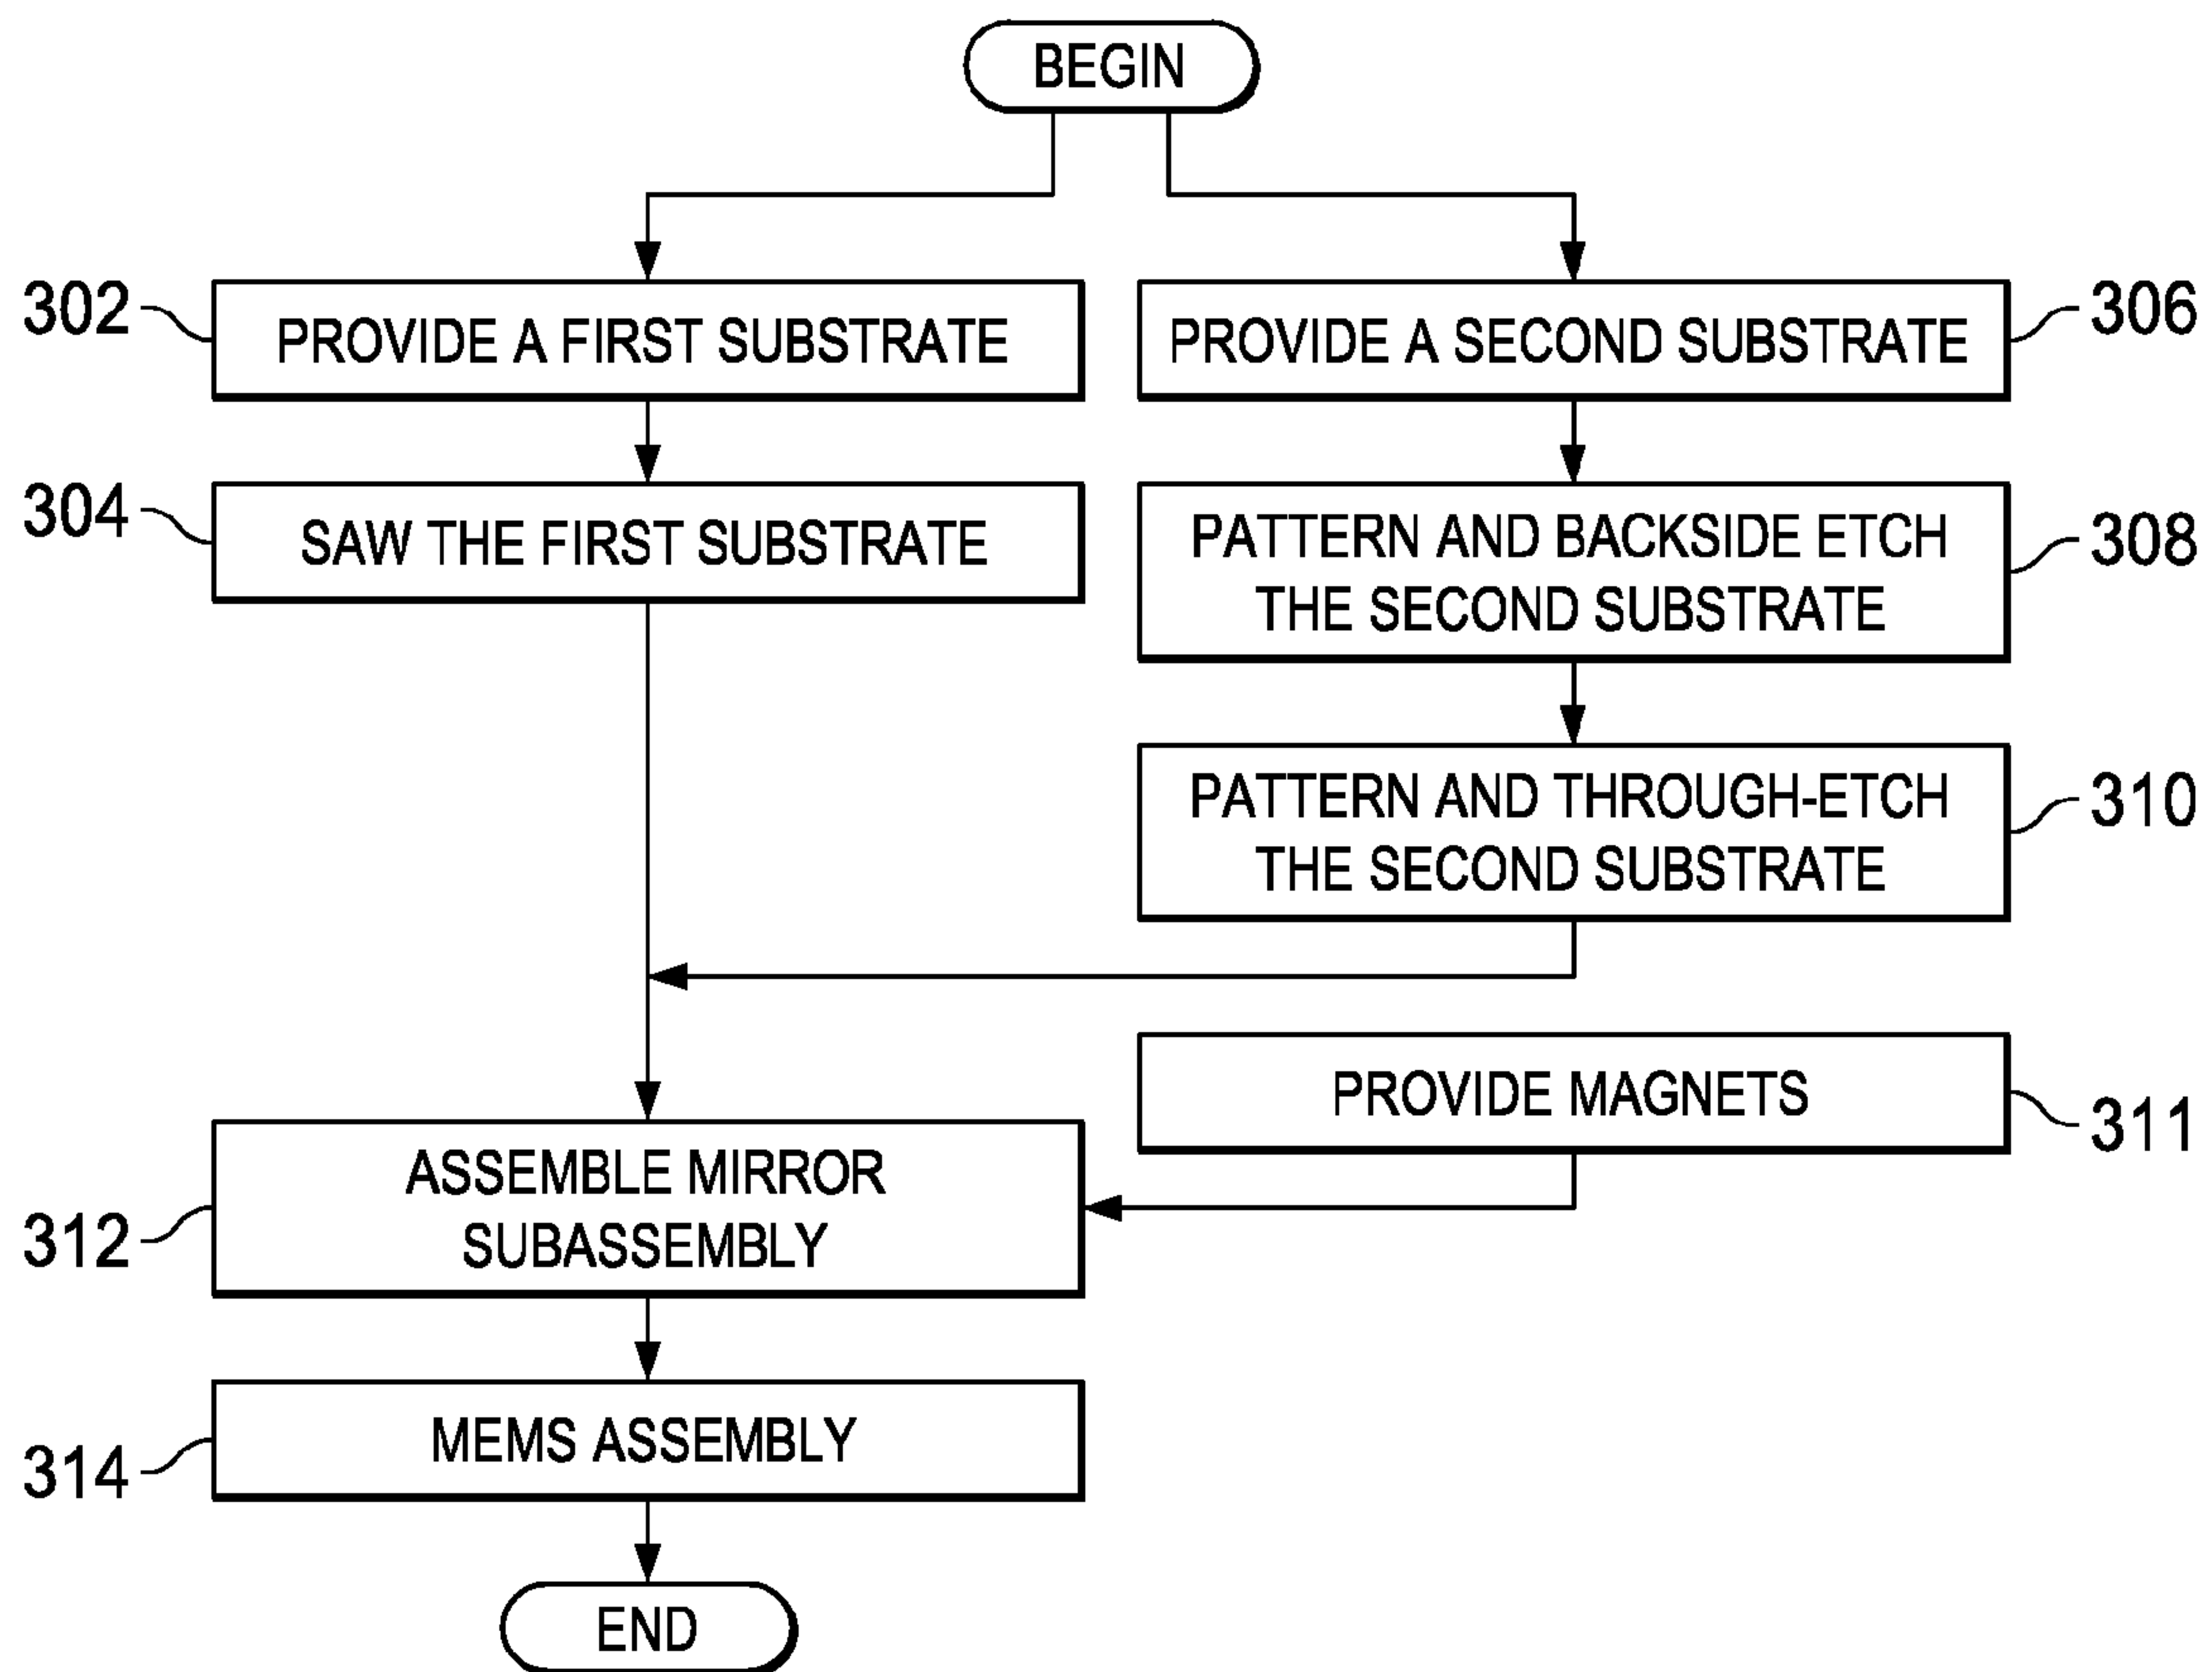 BEGIN
302
PROVIDE A FIRST SUBSTRATE
PROVIDE A SECOND SUBSTRATE
306
304
SAW THE FIRST SUBSTRATE
PATTERN AND BACKSIDE ETCH
THE SECOND SUBSTRATE
308
PATTERN AND THROUGH-ETCH
THE SECOND SUBSTRATE
310
PROVIDE MAGNETS
311
312
ASSEMBLE MIRROR
SUBASSEMBLY
314
MEMS ASSEMBLY
END